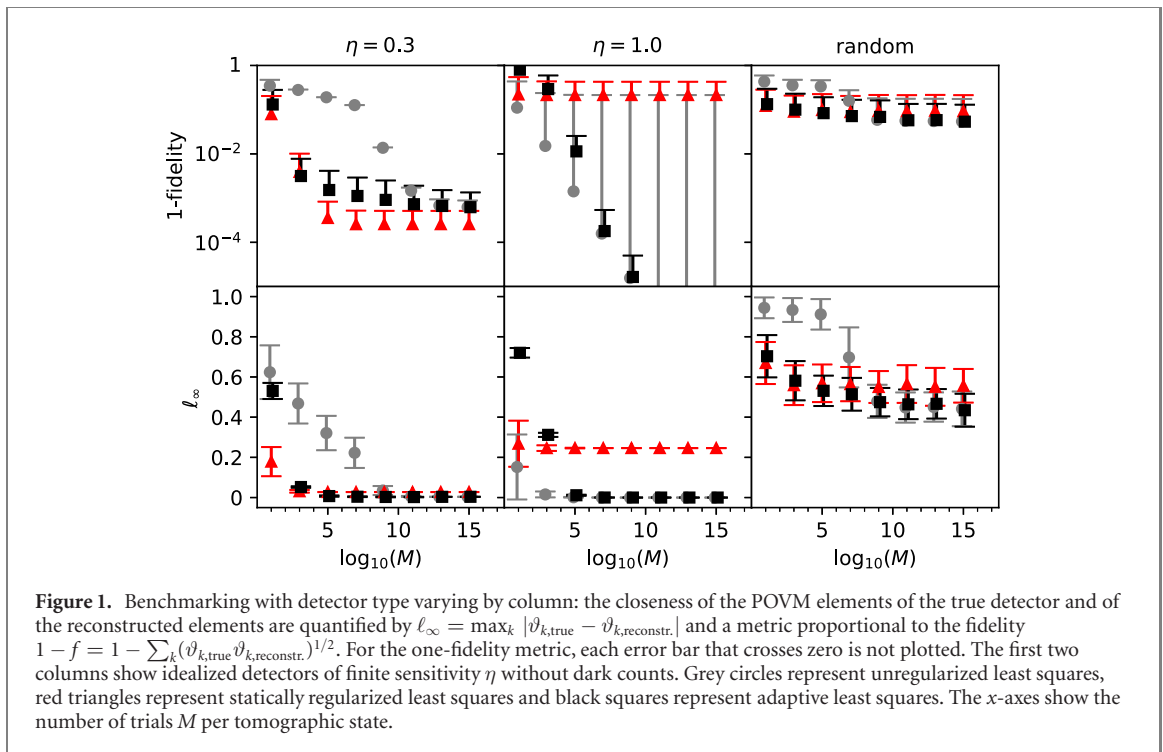 η = 0.3 η = 1.0 random
1
10⁻²
10⁻⁴
1-fidelity
1.0
0.8
0.6
0.4
0.2
0
ℓ∞
5 10 15 5 10 15 5 10 15
log₁₀(M) log₁₀(M) log₁₀(M)
Figure 1. Benchmarking with detector type varying by column: the closeness of the POVM elements of the true detector and of
the reconstructed elements are quantified by ℓ∞ = maxₖ |ϑk,true − ϑk,reconstr.| and a metric proportional to the fidelity
1 − f = 1 − ∑ₖ(ϑk,true ϑk,reconstr.)^1/2. For the one-fidelity metric, each error bar that crosses zero is not plotted. The first two
columns show idealized detectors of finite sensitivity η without dark counts. Grey circles represent unregularized least squares,
red triangles represent statically regularized least squares and black squares represent adaptive least squares. The x-axes show the
number of trials M per tomographic state.